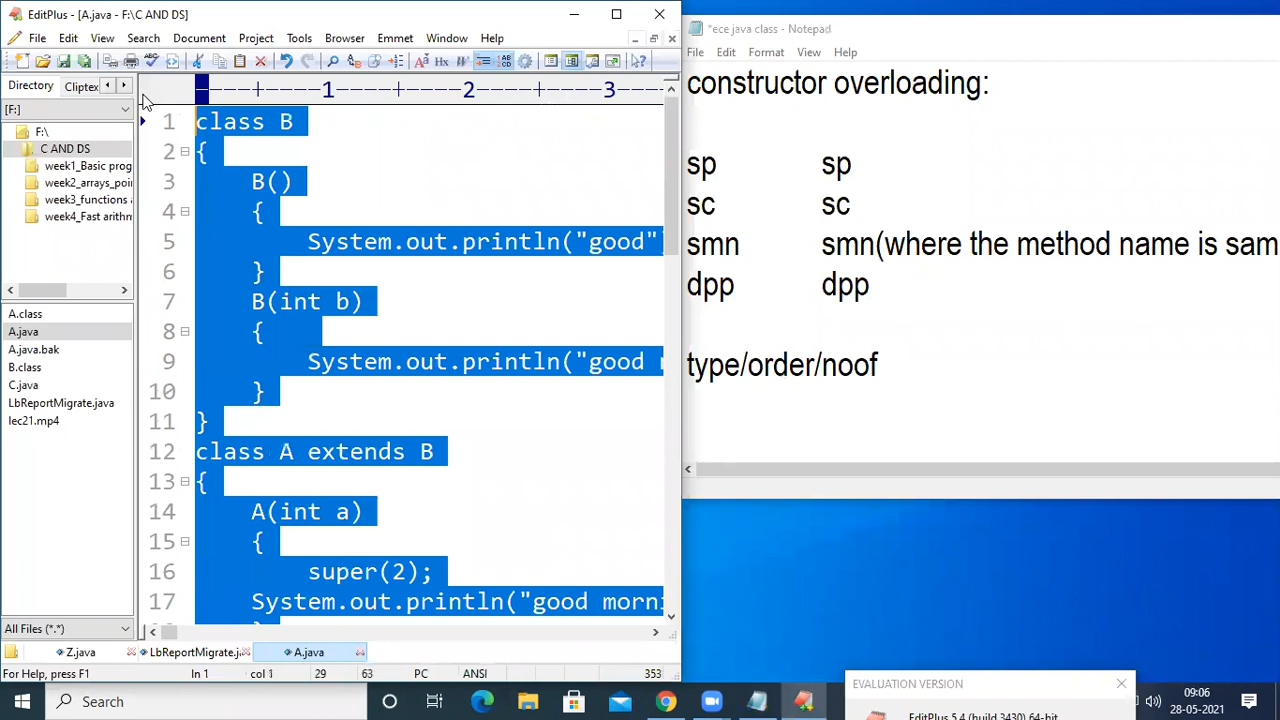 EditPlus - [A.java - F:\C AND DS]
File Edit View Search Document Project Tools Browser Emmet Window Help
Directory Cliptex
[F:]
F:\
C AND DS
week1_Basic prog
week2_arrays_poi
week3_functions
week4_Fast arithm
A.class
A.java
A.java.bak
B.class
C.java
LbReportMigrate.java
lec21.mp4
All Files (*.*)
----+----1----+----2----+----3
1 class B
2 {
3 B()
4 {
5 System.out.println("good"
6 }
7 B(int b)
8 {
9 System.out.println("good
10 }
11 }
12 class A extends B
13 {
14 A(int a)
15 {
16 super(2);
17 System.out.println("good morn
Z.java LbReportMigrate.j A.java
For Help, press F1 ln 1 col 1 29 63 PC ANSI 353
*ece java class - Notepad
File Edit Format View Help
constructor overloading:
sp sp
sc sc
smn smn(where the method name is sam
dpp dpp
type/order/noof
EVALUATION VERSION
EditPlus 5.4 (build 3430) 64-bit
Search
09:06
28-05-2021